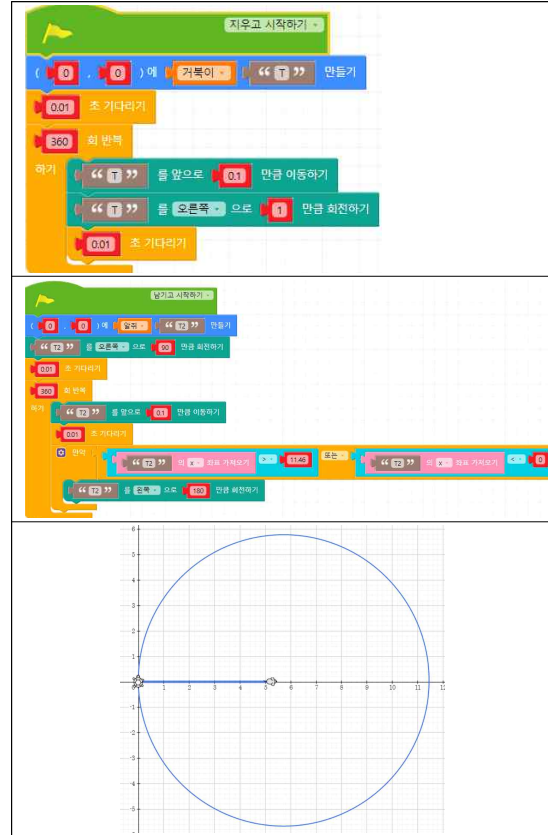 지우고 시작하기
( 0 , 0 ) 에 거북이 “ T ” 만들기
0.01 초 기다리기
360 회 반복
하기 “ T ” 를 앞으로 0.1 만큼 이동하기
“ T ” 를 오른쪽 으로 1 만큼 회전하기
0.01 초 기다리기
남기고 시작하기
( 0 , 0 ) 에 얄쥐 “ T2 ” 만들기
“ T2 ” 를 오른쪽 으로 90 만큼 회전하기
0.01 초 기다리기
360 회 반복
하기 “ T2 ” 를 앞으로 0.1 만큼 이동하기
0.01 초 기다리기
만약 “ T2 ” 의 x 좌표 가져오기 > 11.46 또는 “ T2 ” 의 x 좌표 가져오기 < 0
“ T2 ” 를 왼쪽 으로 180 만큼 회전하기
6
5
4
3
2
1
0 1 2 3 4 5 6 7 8 9 10 11 12
-1
-2
-3
-4
-5